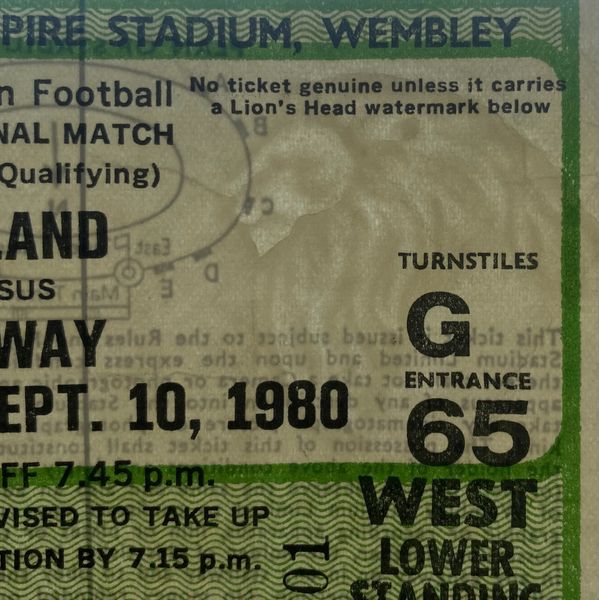 PIRE STADIUM, WEMBLEY
n Football
No ticket genuine unless it carries
a Lion's Head watermark below
NAL MATCH
Qualifying)
LAND
SUS
WAY
EPT. 10, 1980
FF 7.45 p.m.
VISED TO TAKE UP
TION BY 7.15 p.m.
TURNSTILES
G
ENTRANCE
65
WEST
LOWER
STANDING
01